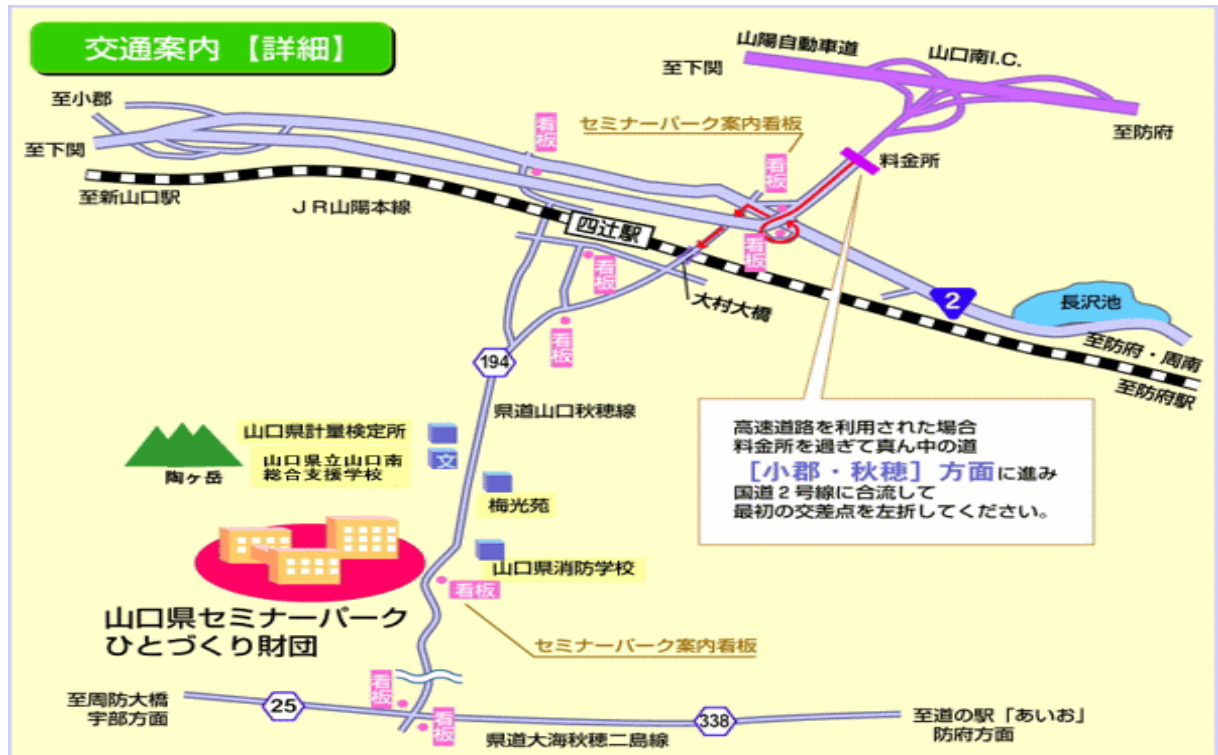 交通案内 【詳細】
山陽自動車道
山口南I.C.
至下関
至防府
料金所
至小郡
至下関
看板
セミナーパーク案内看板
看板
至新山口駅
JR山陽本線
四辻駅
看板
看板
大村大橋
2
長沢池
至防府・周南
至防府駅
看板
194
県道山口秋穂線
高速道路を利用された場合
料金所を過ぎて真ん中の道
［小郡・秋穂］方面に進み
国道2号線に合流して
最初の交差点を左折してください。
陶ヶ岳
山口県計量検定所
山口県立山口南
総合支援学校
文
梅光苑
山口県消防学校
看板
山口県セミナーパーク
ひとづくり財団
セミナーパーク案内看板
至周防大橋
宇部方面
25
看板
看板
県道大海秋穂二島線
338
至道の駅「あいお」
防府方面